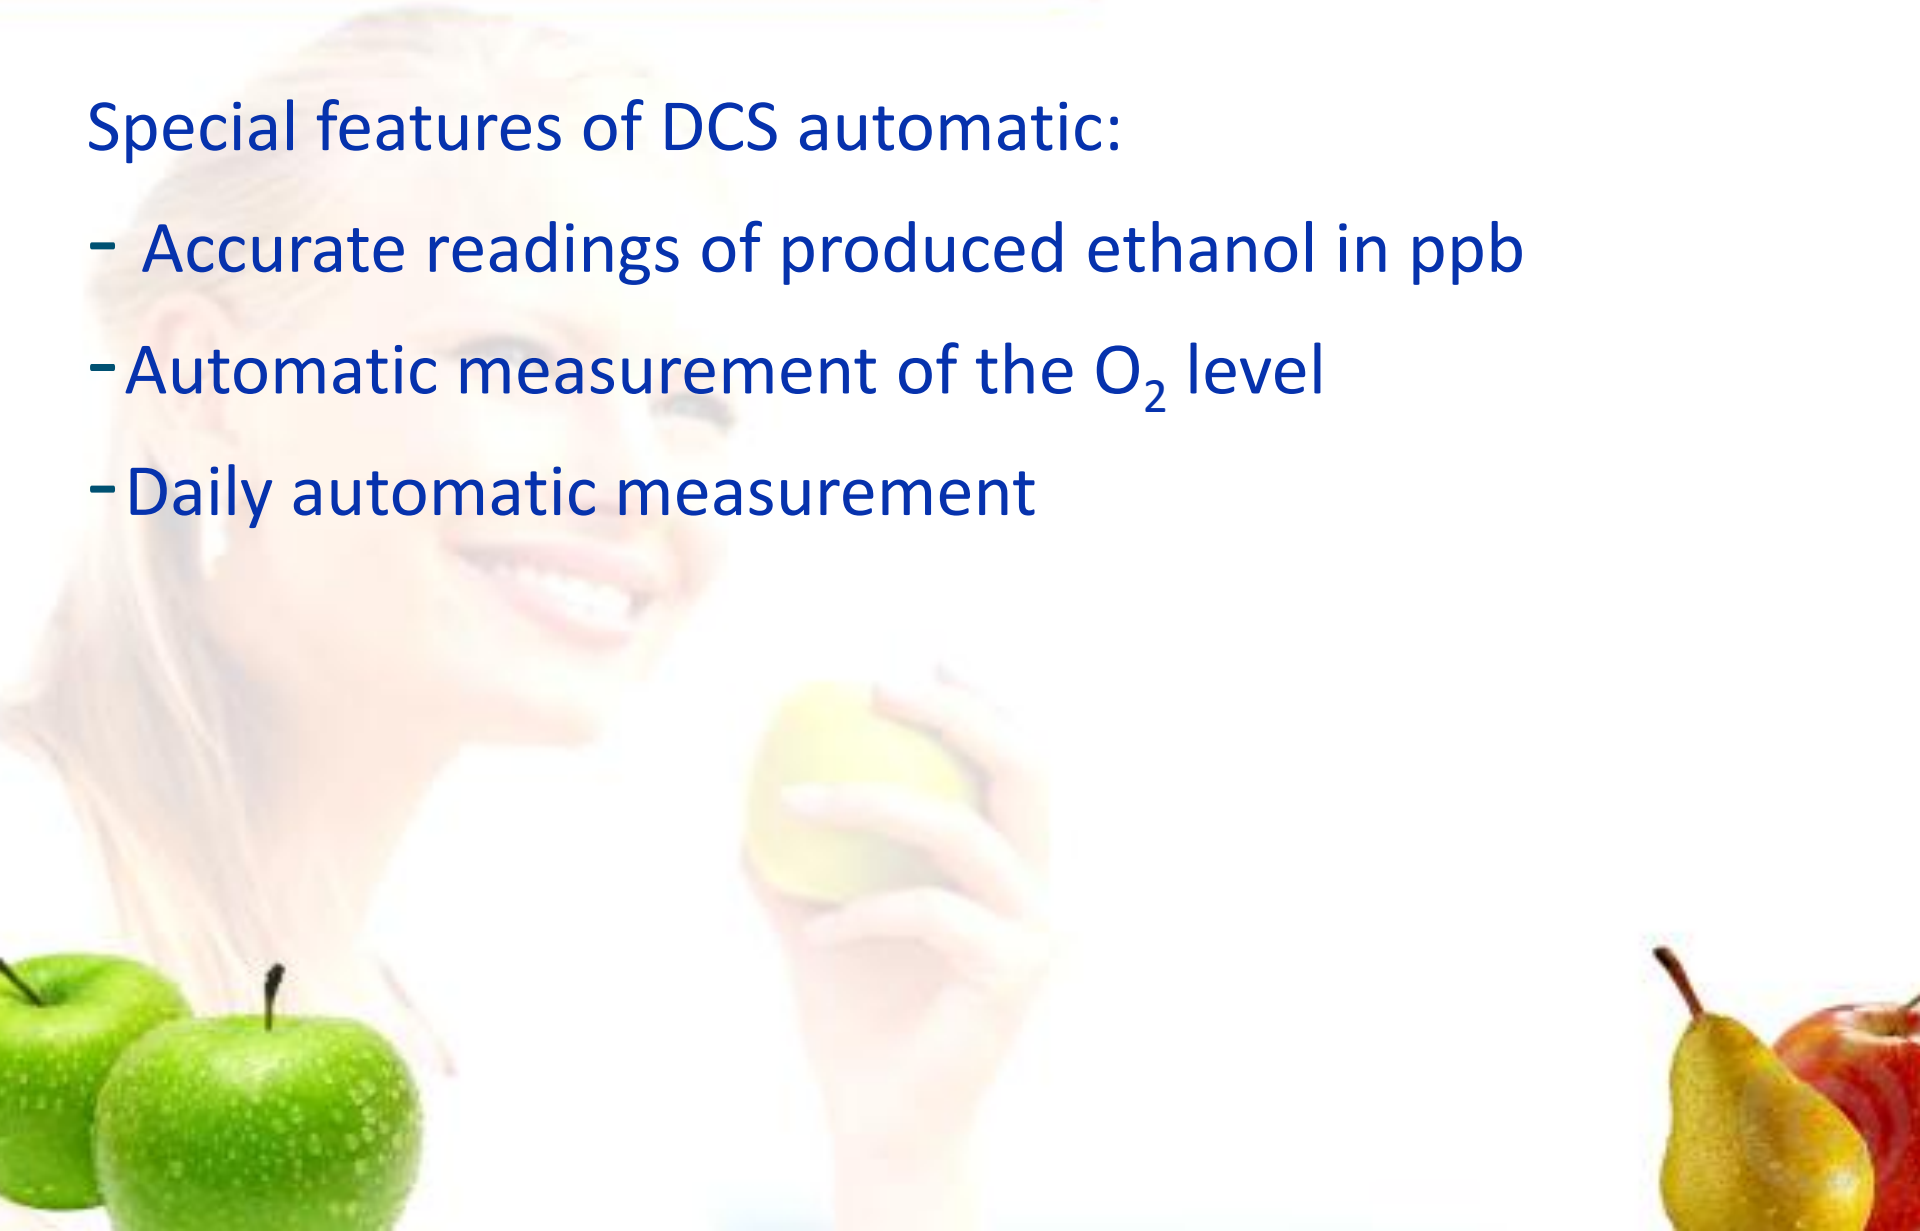 Special features of DCS automatic:
- Accurate readings of produced ethanol in ppb
-Automatic measurement of the O₂ level
-Daily automatic measurement